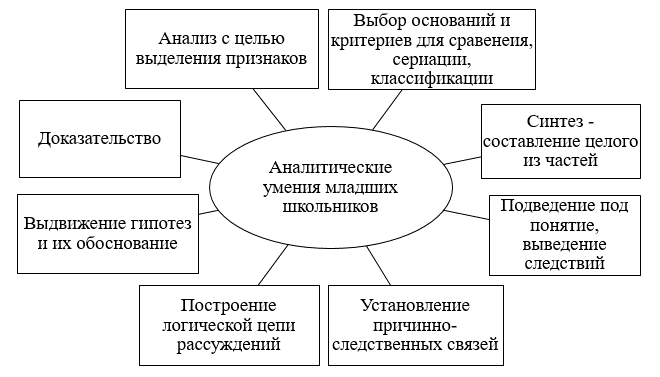 Анализ с целью
выделения признаков
Выбор оснований и
критериев для сравенеия,
сериации,
классификации
Доказательство
Синтез -
составление целого
из частей
Аналитические
умения младших
школьников
Выдвижение гипотез
и их обоснование
Подведение под
понятие,
выведение
следствий
Построение
логической цепи
рассуждений
Установление
причинно-
следственных связей